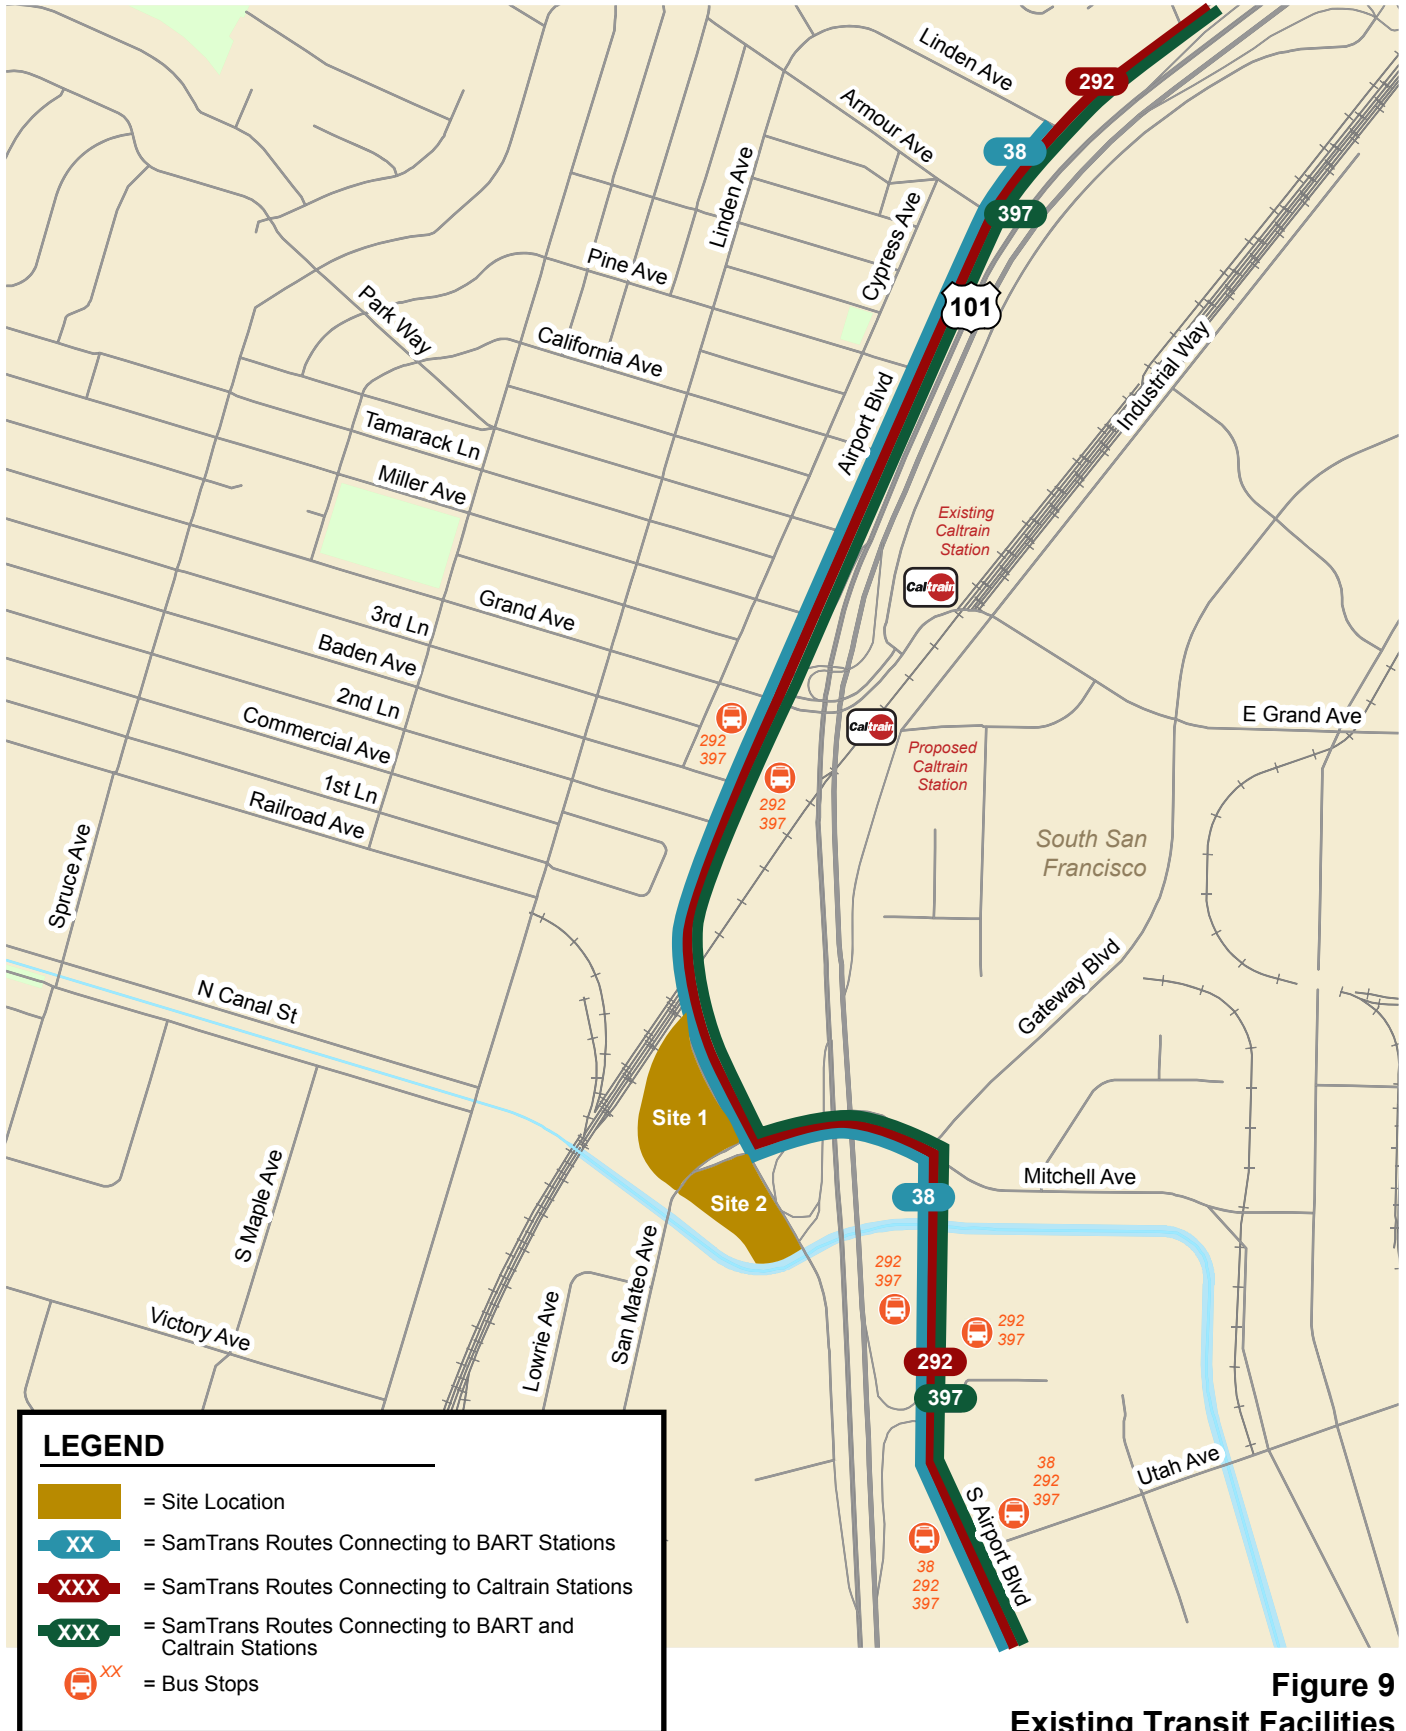 Linden Ave
292
Armour Ave
38
397
Linden Ave
Cypress Ave
Pine Ave
101
Park Way
California Ave
Industrial Way
Airport Blvd
Tamarack Ln
Miller Ave
Existing
Caltrain
Station
Caltrain
Grand Ave
3rd Ln
Baden Ave
2nd Ln
Commercial Ave
1st Ln
Railroad Ave
292
397
Caltrain
Proposed
Caltrain
Station
E Grand Ave
292
397
South San
Francisco
Spruce Ave
N Canal St
Gateway Blvd
Site 1
Site 2
Mitchell Ave
38
S Maple Ave
San Mateo Ave
292
397
292
397
Victory Ave
Lowrie Ave
292
397
38
292
397
Utah Ave
S Airport Blvd
38
292
397
LEGEND
= Site Location
XX = SamTrans Routes Connecting to BART Stations
XXX = SamTrans Routes Connecting to Caltrain Stations
XXX = SamTrans Routes Connecting to BART and
Caltrain Stations
XX = Bus Stops
Figure 9
Existing Transit Facilities